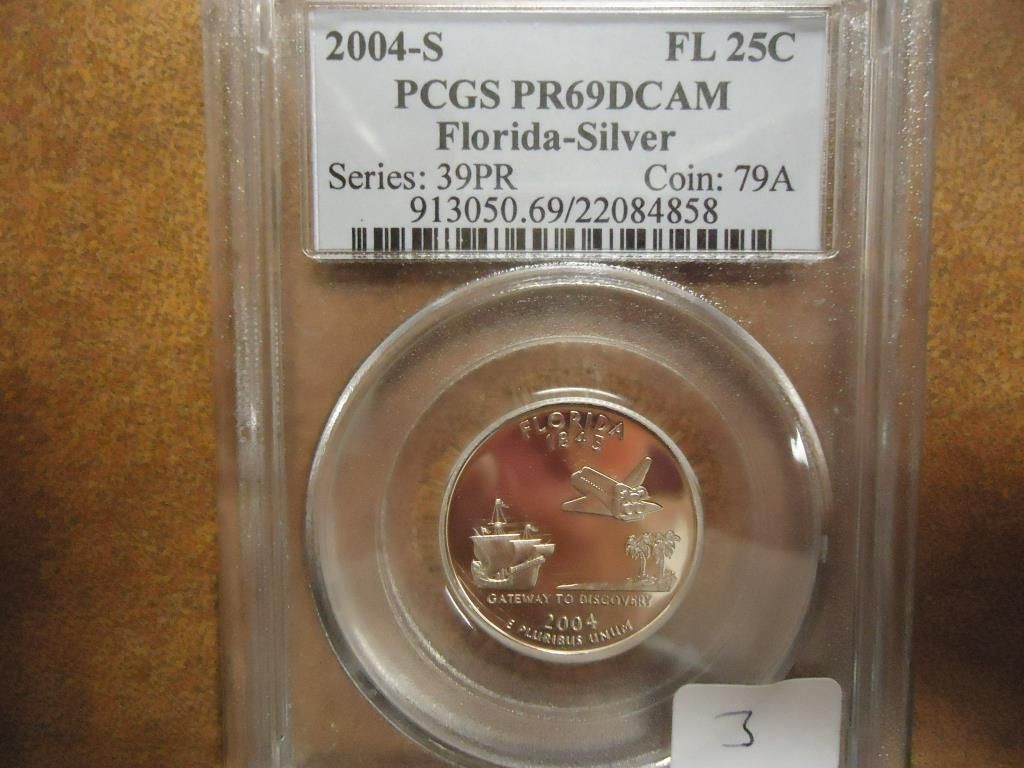 2004-S FL 25C
PCGS PR69DCAM
Florida-Silver
Series: 39PR Coin: 79A
913050.69/22084858
FLORIDA
1845
GATEWAY TO DISCOVERY
2004
E PLURIBUS UNUM
3